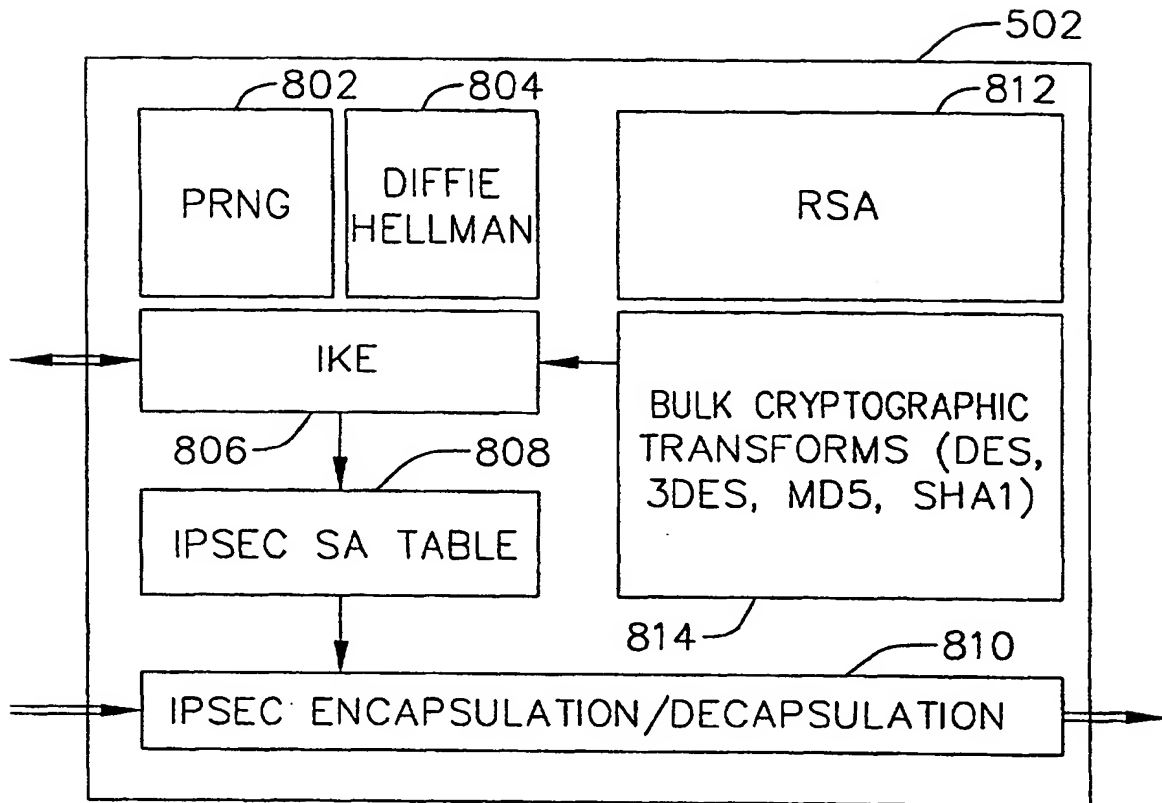 502
802
804
812
PRNG
DIFFIE
HELLMAN
RSA
IKE
BULK CRYPTOGRAPHIC
TRANSFORMS (DES,
3DES, MD5, SHA1)
806
808
IPSEC SA TABLE
814
810
IPSEC ENCAPSULATION/DECAPSULATION